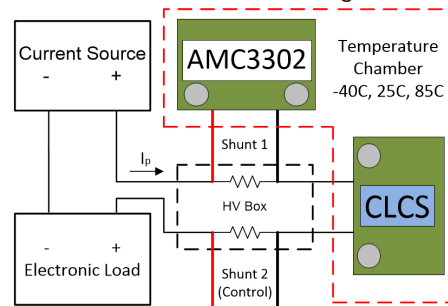 Current Source
- +
AMC3302
Temperature
Chamber
-40C, 25C, 85C
Shunt 1
Ip
HV Box
CLCS
- +
Electronic Load
Shunt 2
(Control)